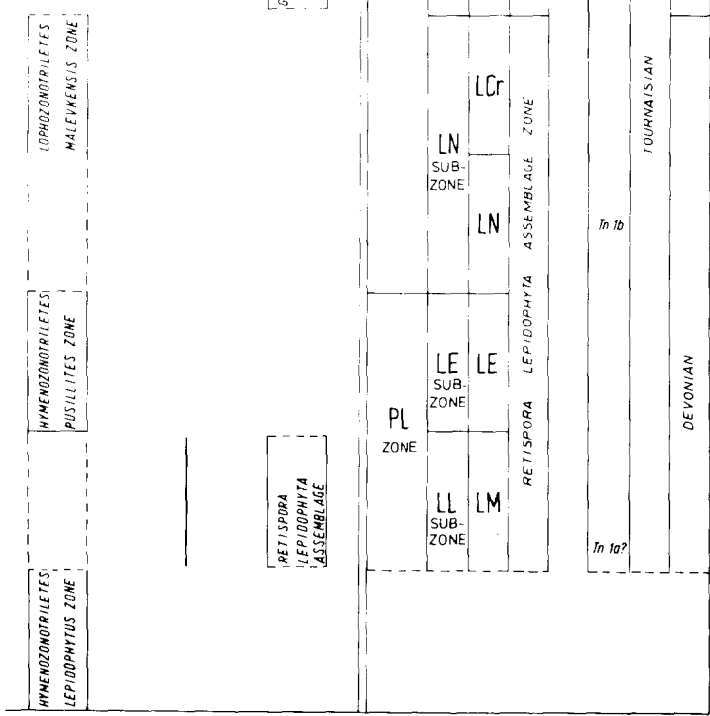 G
LOPHOZONOTRILETES
MALEVKENSIS ZONE
HYMENOZONOTRILETES
PUSILLITES ZONE
HYMENOZONOTRILETES
LEPIDOPHYTUS ZONE
RETISPORA
LEPIDOPHYTA
ASSEMBLAGE
PL
ZONE
LN
SUB-
ZONE
LE
SUB-
ZONE
LL
SUB-
ZONE
LCr
LN
LE
LM
RETISPORA LEPIDOPHYTA ASSEMBLAGE ZONE
Tn 1b
Tn 1a?
TOURNAISIAN
DEVONIAN